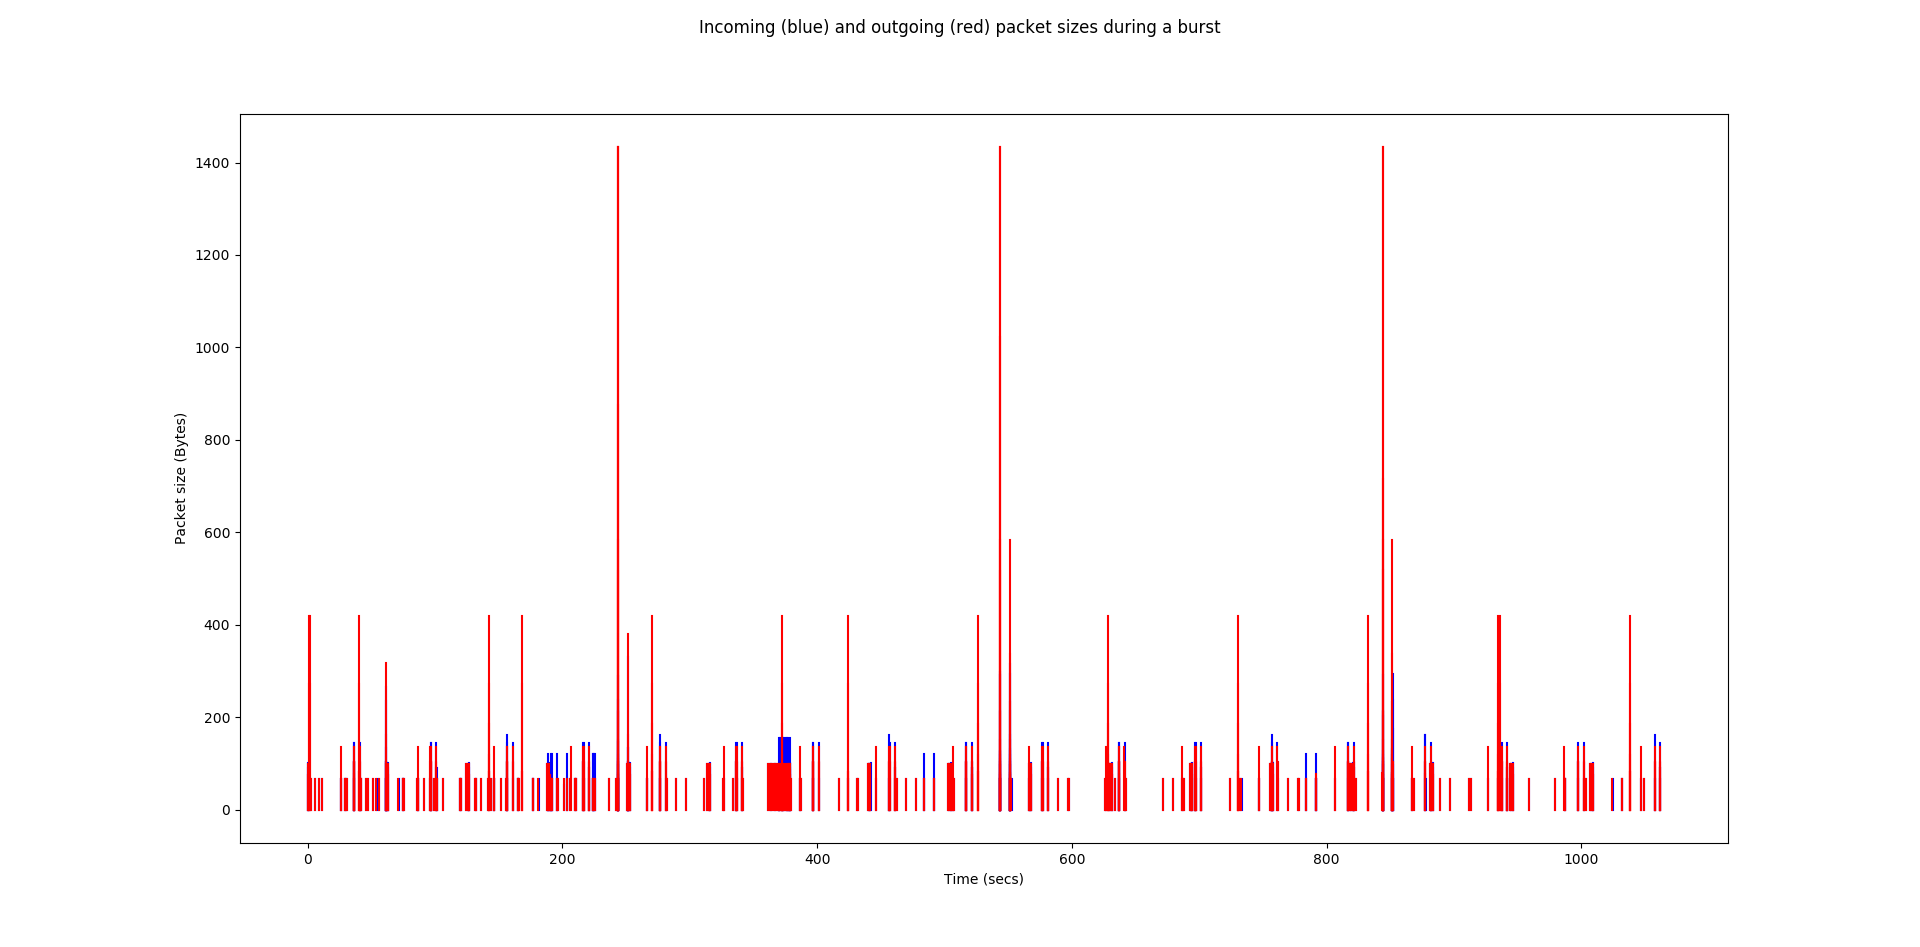 Incoming (blue) and outgoing (red) packet sizes during a burst
Packet size (Bytes)
1400
1200
1000
800
600
400
200
0
0 200 400 600 800 1000
Time (secs)